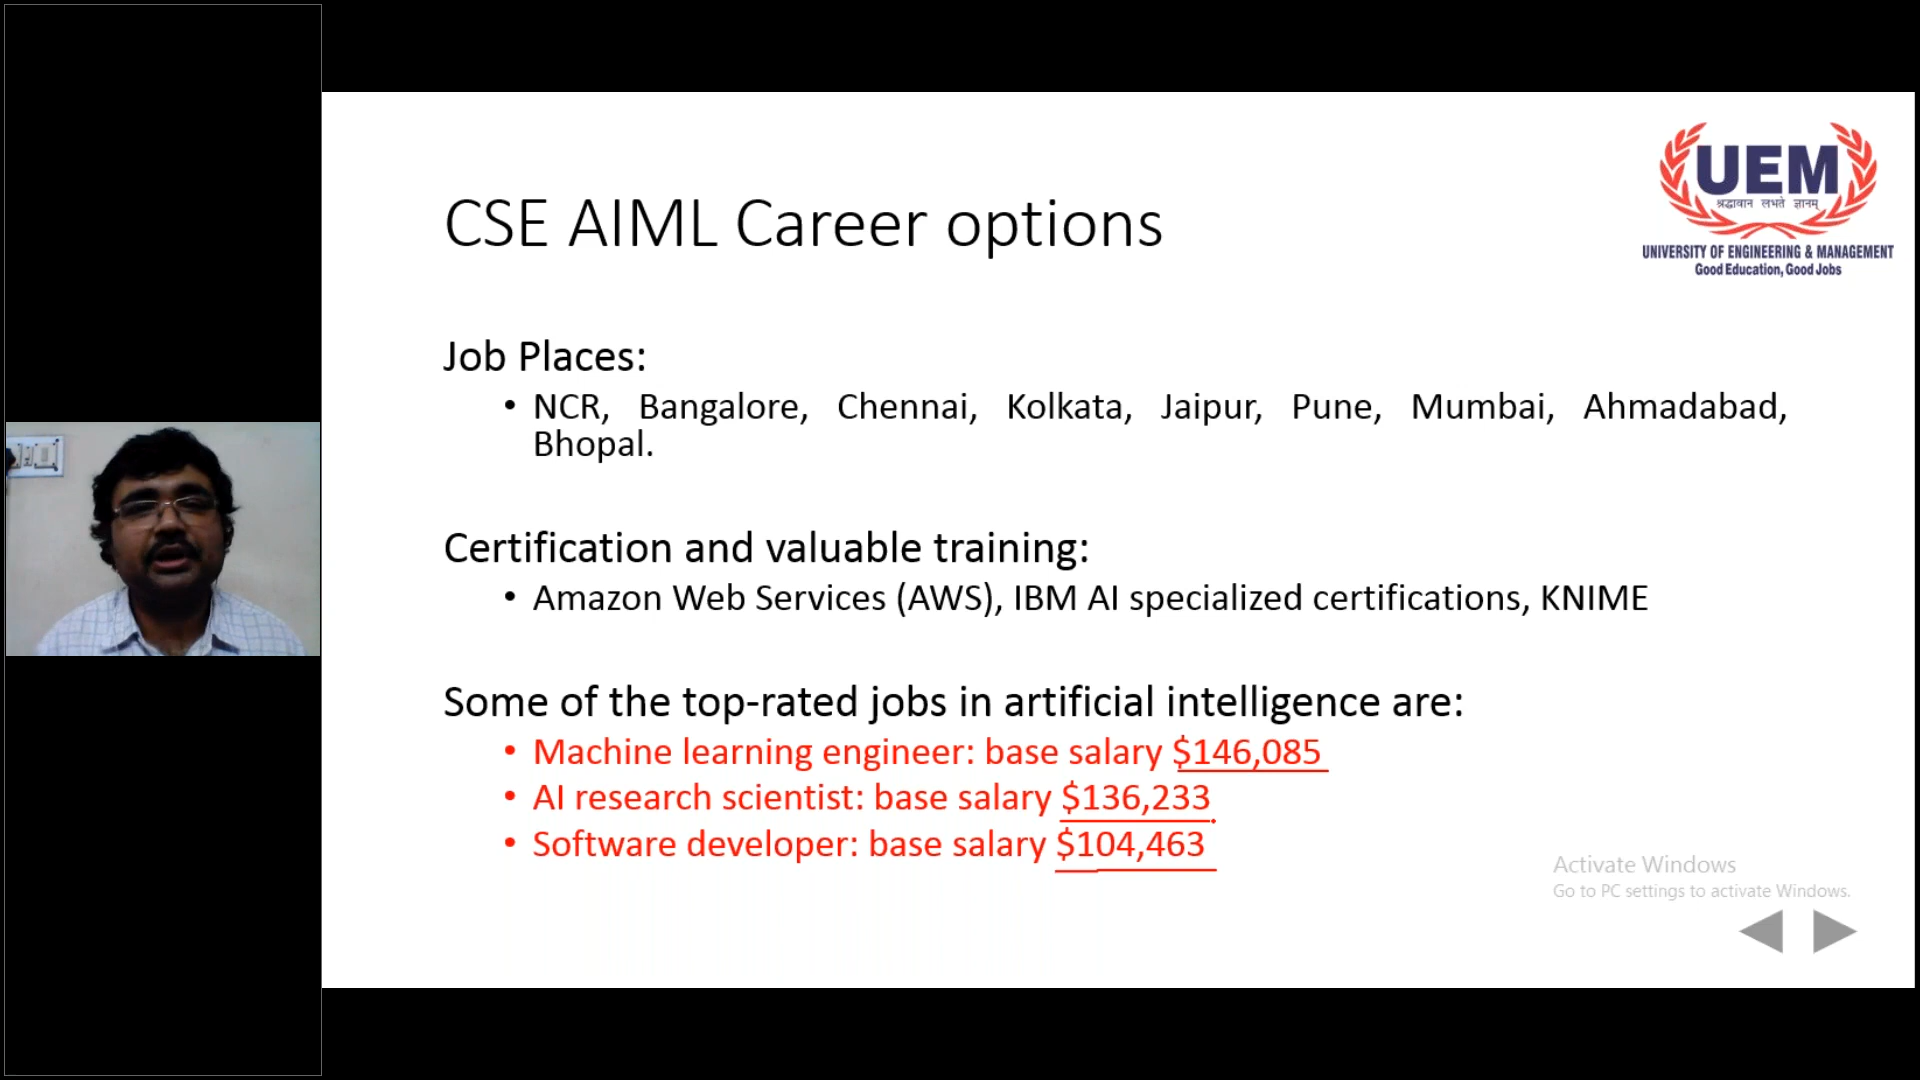 UEM
श्रद्धावान लभते ज्ञानम्
UNIVERSITY OF ENGINEERING & MANAGEMENT
Good Education, Good Jobs
CSE AIML Career options
Job Places:
• NCR, Bangalore, Chennai, Kolkata, Jaipur, Pune, Mumbai, Ahmadabad,
Bhopal.
Certification and valuable training:
• Amazon Web Services (AWS), IBM AI specialized certifications, KNIME
Some of the top-rated jobs in artificial intelligence are:
• Machine learning engineer: base salary $146,085
• AI research scientist: base salary $136,233
• Software developer: base salary $104,463
Activate Windows
Go to PC settings to activate Windows.